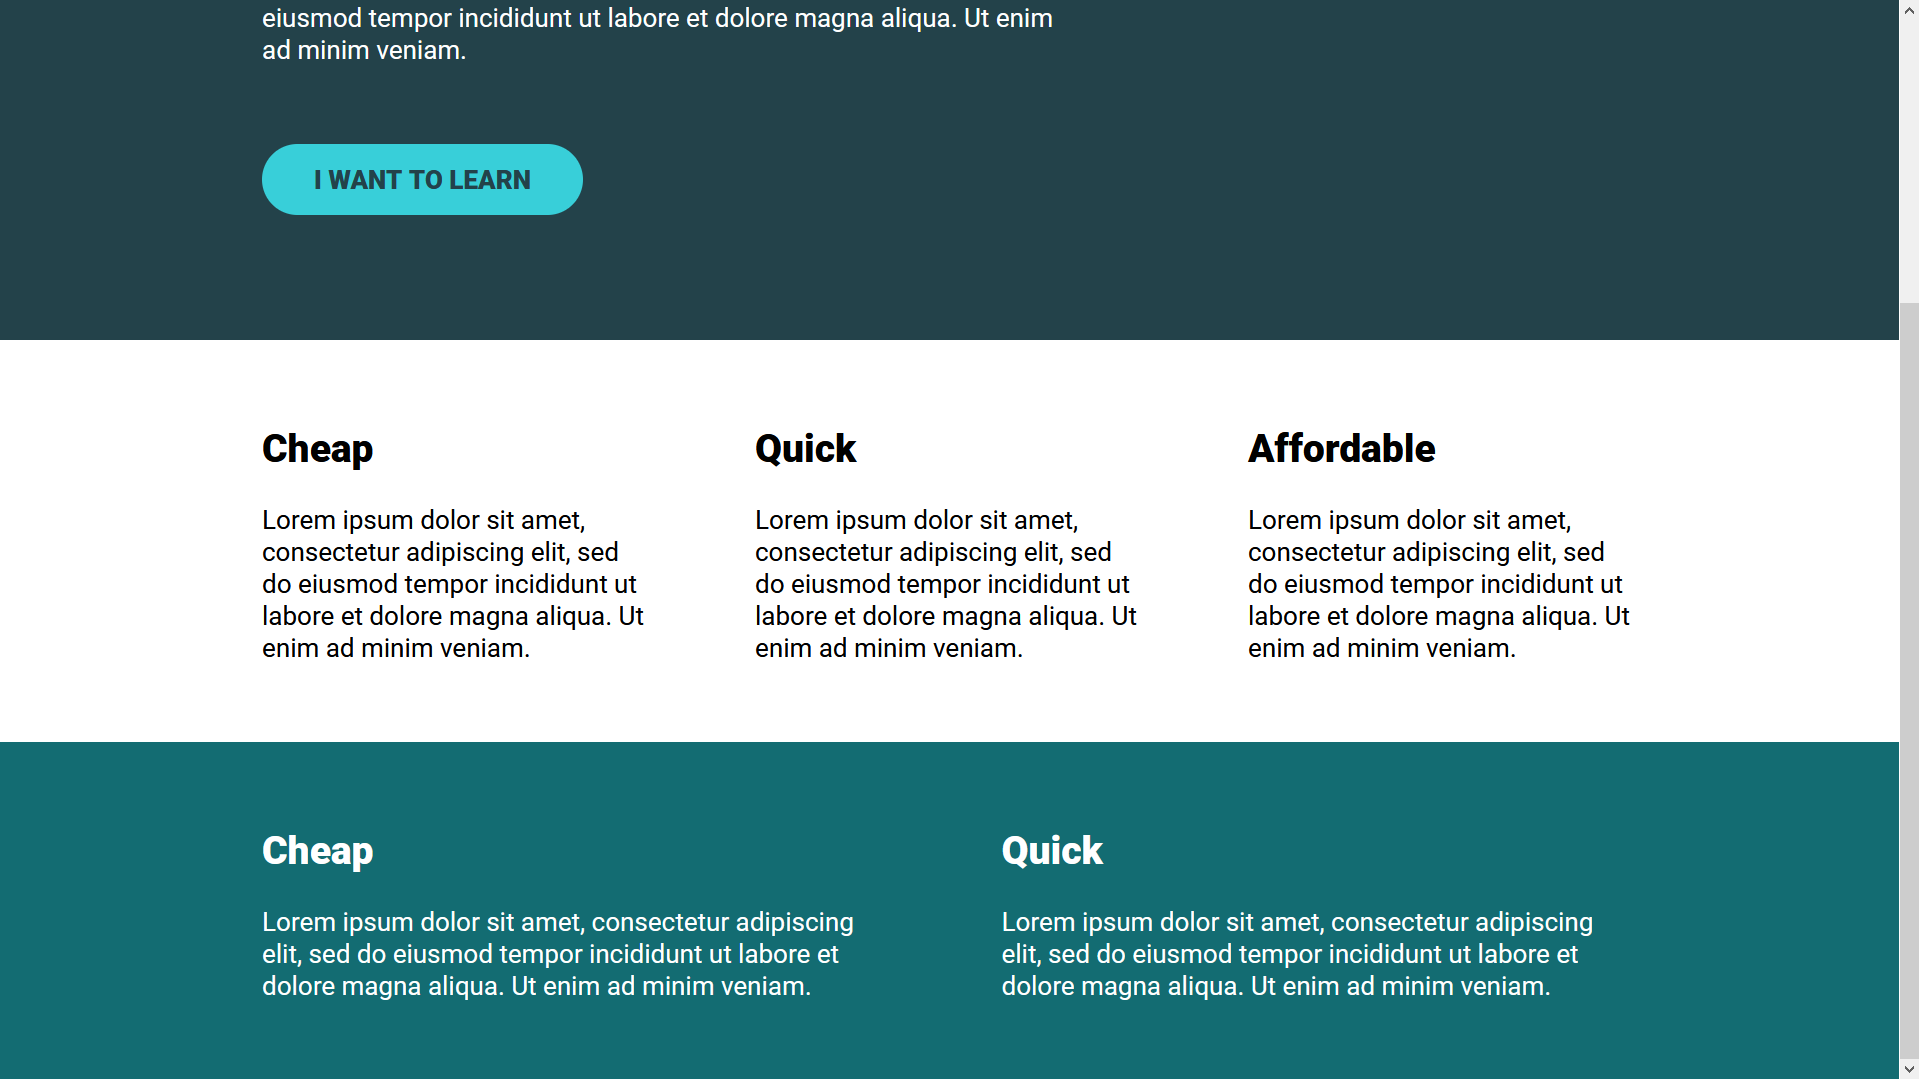 eiusmod tempor incididunt ut labore et dolore magna aliqua. Ut enim
ad minim veniam.
I WANT TO LEARN
Cheap
Lorem ipsum dolor sit amet,
consectetur adipiscing elit, sed
do eiusmod tempor incididunt ut
labore et dolore magna aliqua. Ut
enim ad minim veniam.
Quick
Lorem ipsum dolor sit amet,
consectetur adipiscing elit, sed
do eiusmod tempor incididunt ut
labore et dolore magna aliqua. Ut
enim ad minim veniam.
Affordable
Lorem ipsum dolor sit amet,
consectetur adipiscing elit, sed
do eiusmod tempor incididunt ut
labore et dolore magna aliqua. Ut
enim ad minim veniam.
Cheap
Lorem ipsum dolor sit amet, consectetur adipiscing
elit, sed do eiusmod tempor incididunt ut labore et
dolore magna aliqua. Ut enim ad minim veniam.
Quick
Lorem ipsum dolor sit amet, consectetur adipiscing
elit, sed do eiusmod tempor incididunt ut labore et
dolore magna aliqua. Ut enim ad minim veniam.